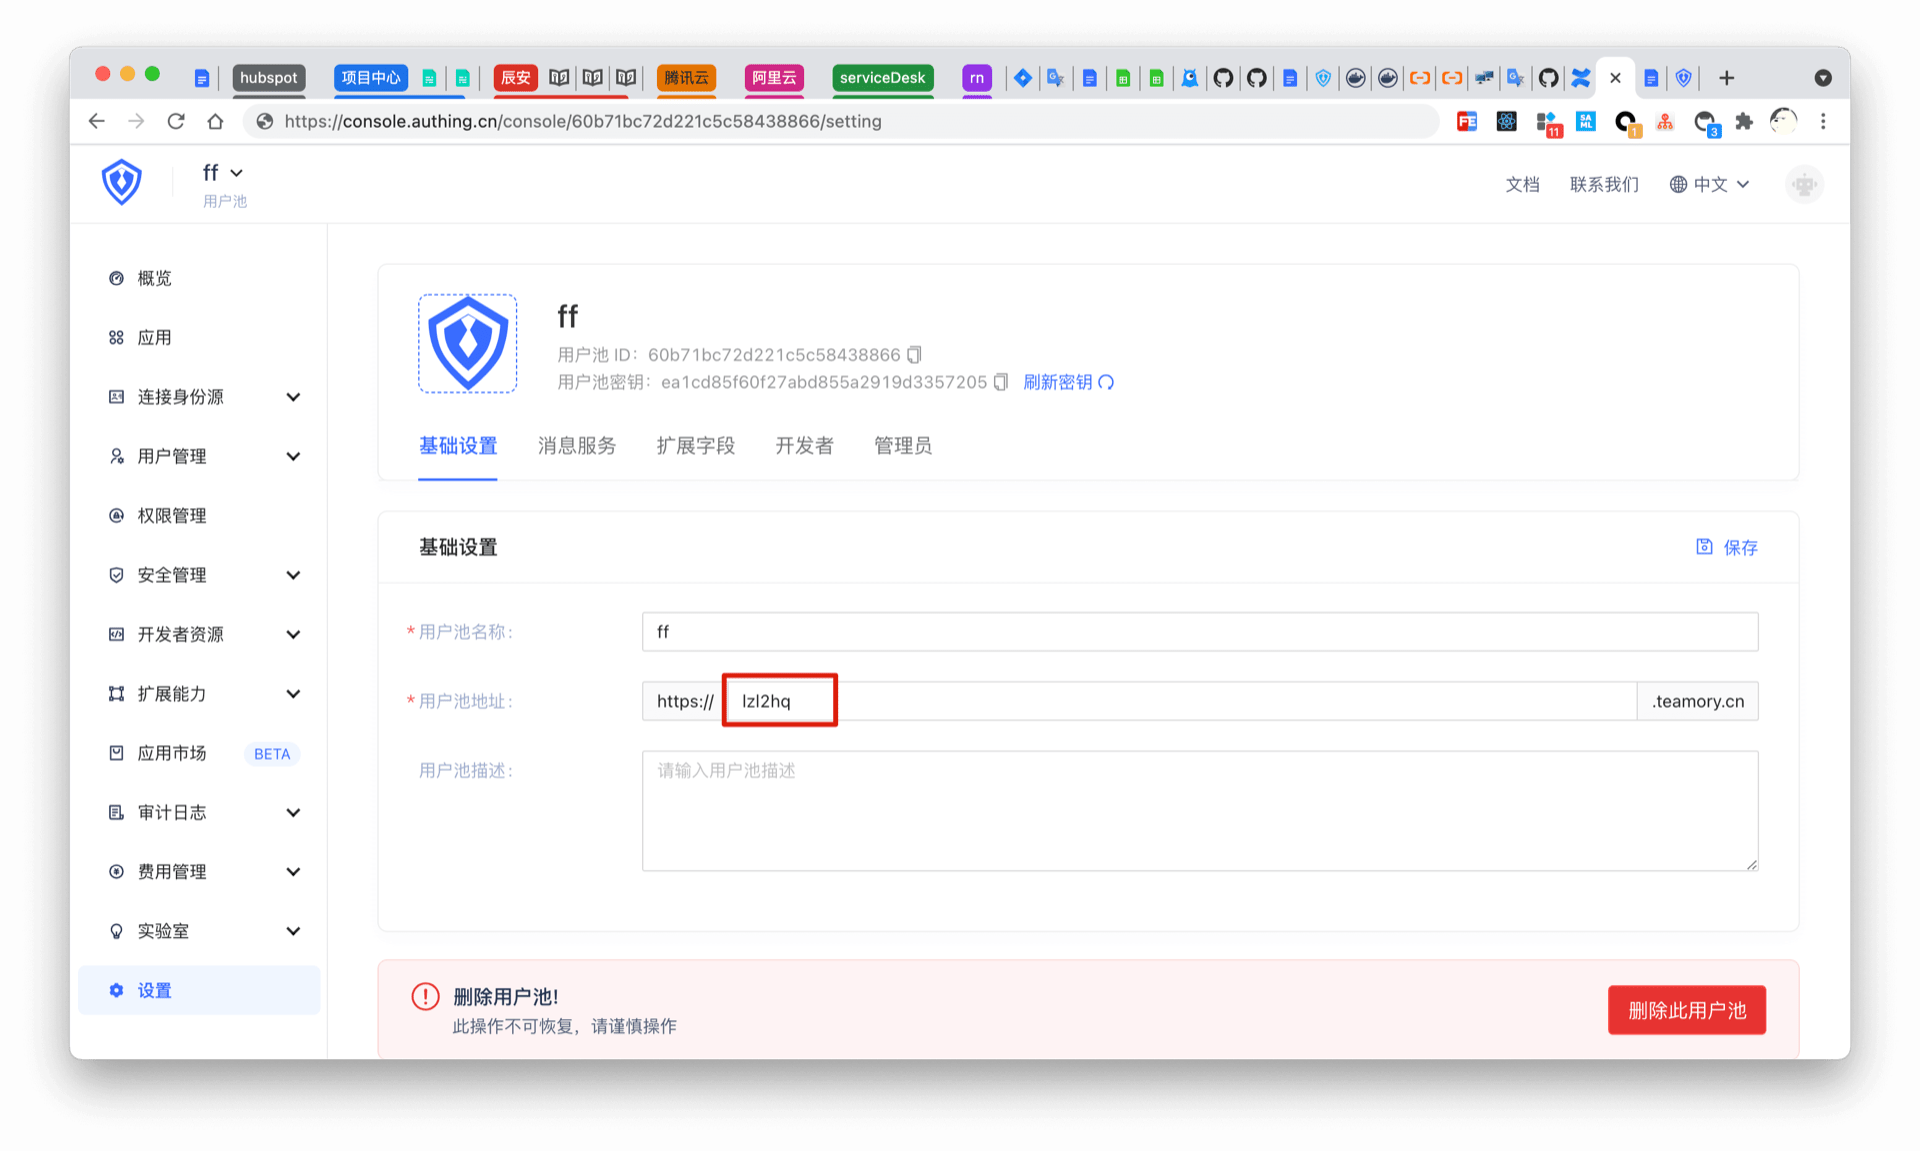 hubspot 项目中心 辰安 腾讯云 阿里云 serviceDesk rn
https://console.authing.cn/console/60b71bc72d221c5c58438866/setting
FE 11 SAML 1 3
ff
用户池
文档 联系我们 中文
概览
应用
连接身份源
用户管理
权限管理
安全管理
开发者资源
扩展能力
应用市场 BETA
审计日志
费用管理
实验室
设置
ff
用户池 ID： 60b71bc72d221c5c58438866
用户池密钥： ea1cd85f60f27abd855a2919d3357205 刷新密钥
基础设置 消息服务 扩展字段 开发者 管理员
基础设置 保存
* 用户池名称： ff
* 用户池地址： https:// lzl2hq .teamory.cn
用户池描述： 请输入用户池描述
删除用户池!
此操作不可恢复，请谨慎操作
删除此用户池